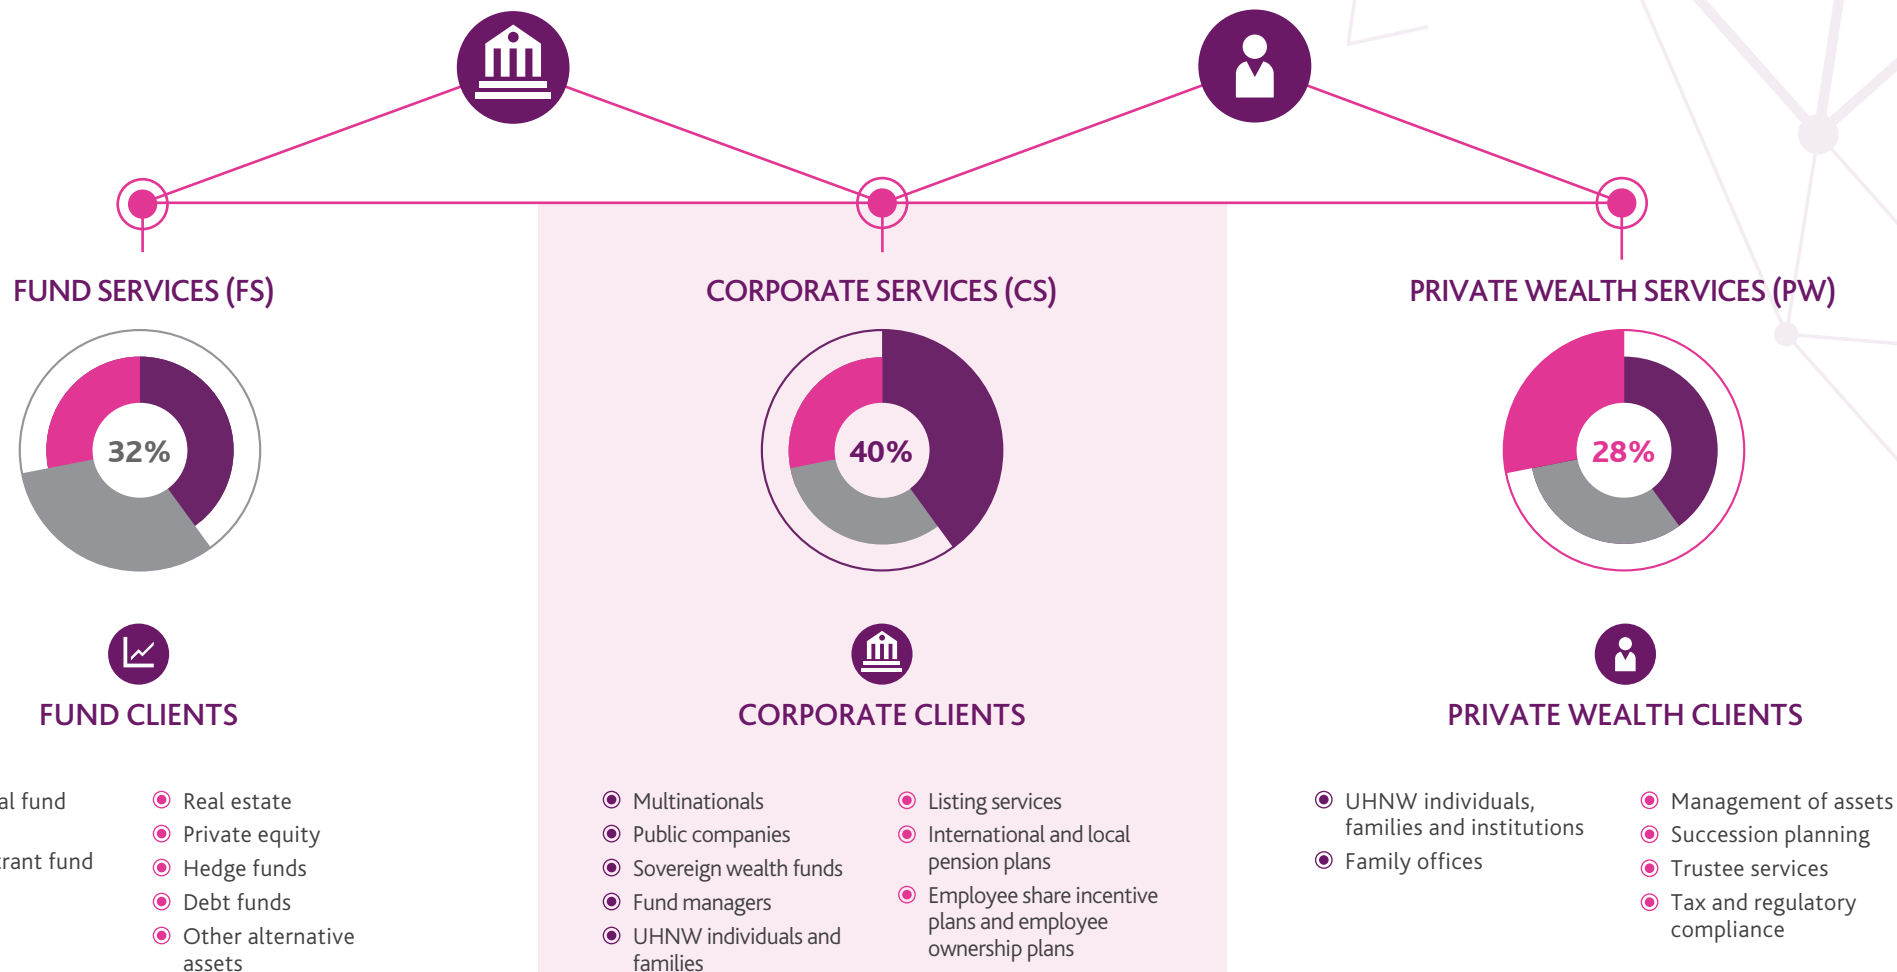 FUND SERVICES (FS)
32%
FUND CLIENTS
fund
fund
Real estate
Private equity
Hedge funds
Debt funds
Other alternative
assets
CORPORATE SERVICES (CS)
40%
CORPORATE CLIENTS
Multinationals
Public companies
Sovereign wealth funds
Fund managers
UHNW individuals and
families
Listing services
International and local
pension plans
Employee share incentive
plans and employee
ownership plans
PRIVATE WEALTH SERVICES (PW)
28%
PRIVATE WEALTH CLIENTS
UHNW individuals,
families and institutions
Family offices
Management of assets
Succession planning
Trustee services
Tax and regulatory
compliance